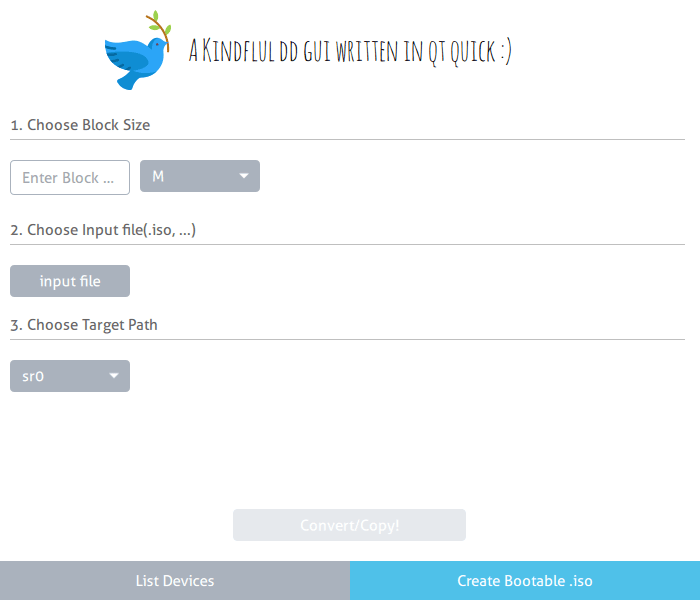 A Kindflul dd gui written in qt quick :)
1. Choose Block Size
Enter Block ...
M
2. Choose Input file(.iso, ...)
input file
3. Choose Target Path
sr0
Convert/Copy!
List Devices
Create Bootable .iso